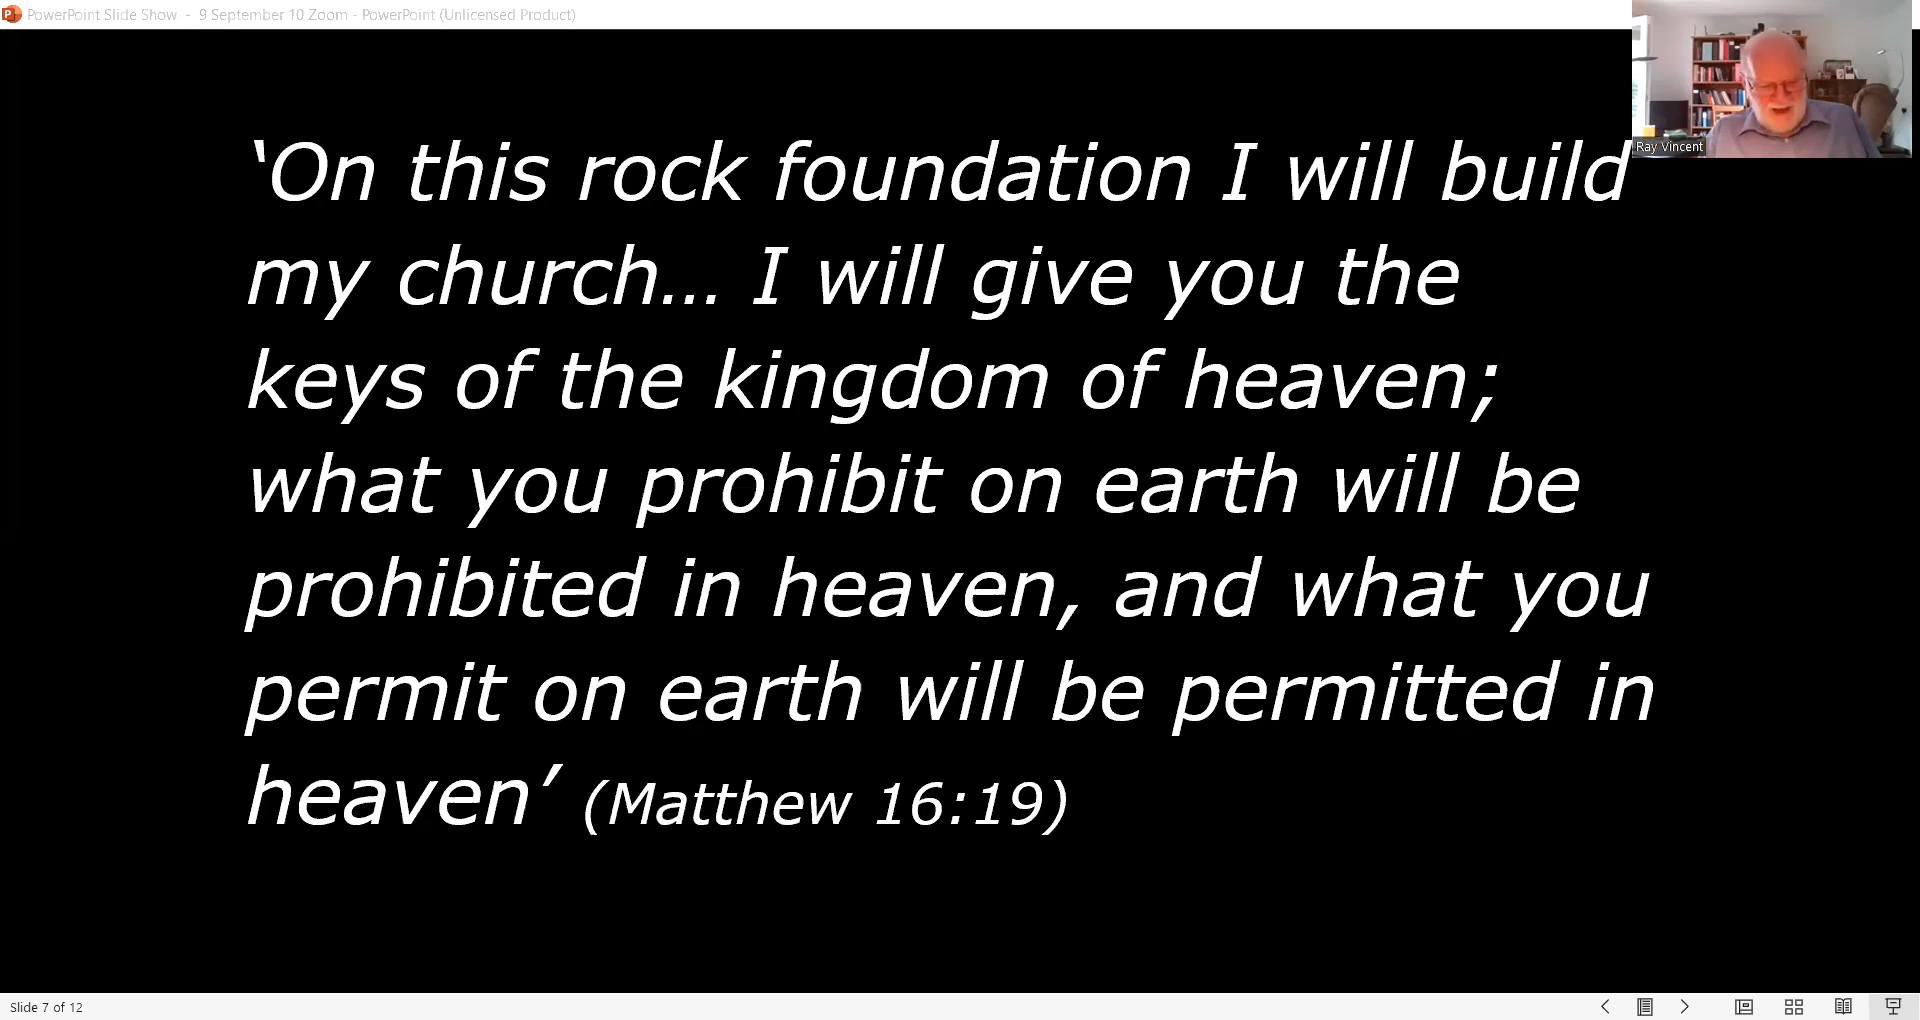 PowerPoint Slide Show - 9 September 10 Zoom - PowerPoint (Unlicensed Product)
Ray Vincent
‘On this rock foundation I will build
my church… I will give you the
keys of the kingdom of heaven;
what you prohibit on earth will be
prohibited in heaven, and what you
permit on earth will be permitted in
heaven’ (Matthew 16:19)
Slide 7 of 12